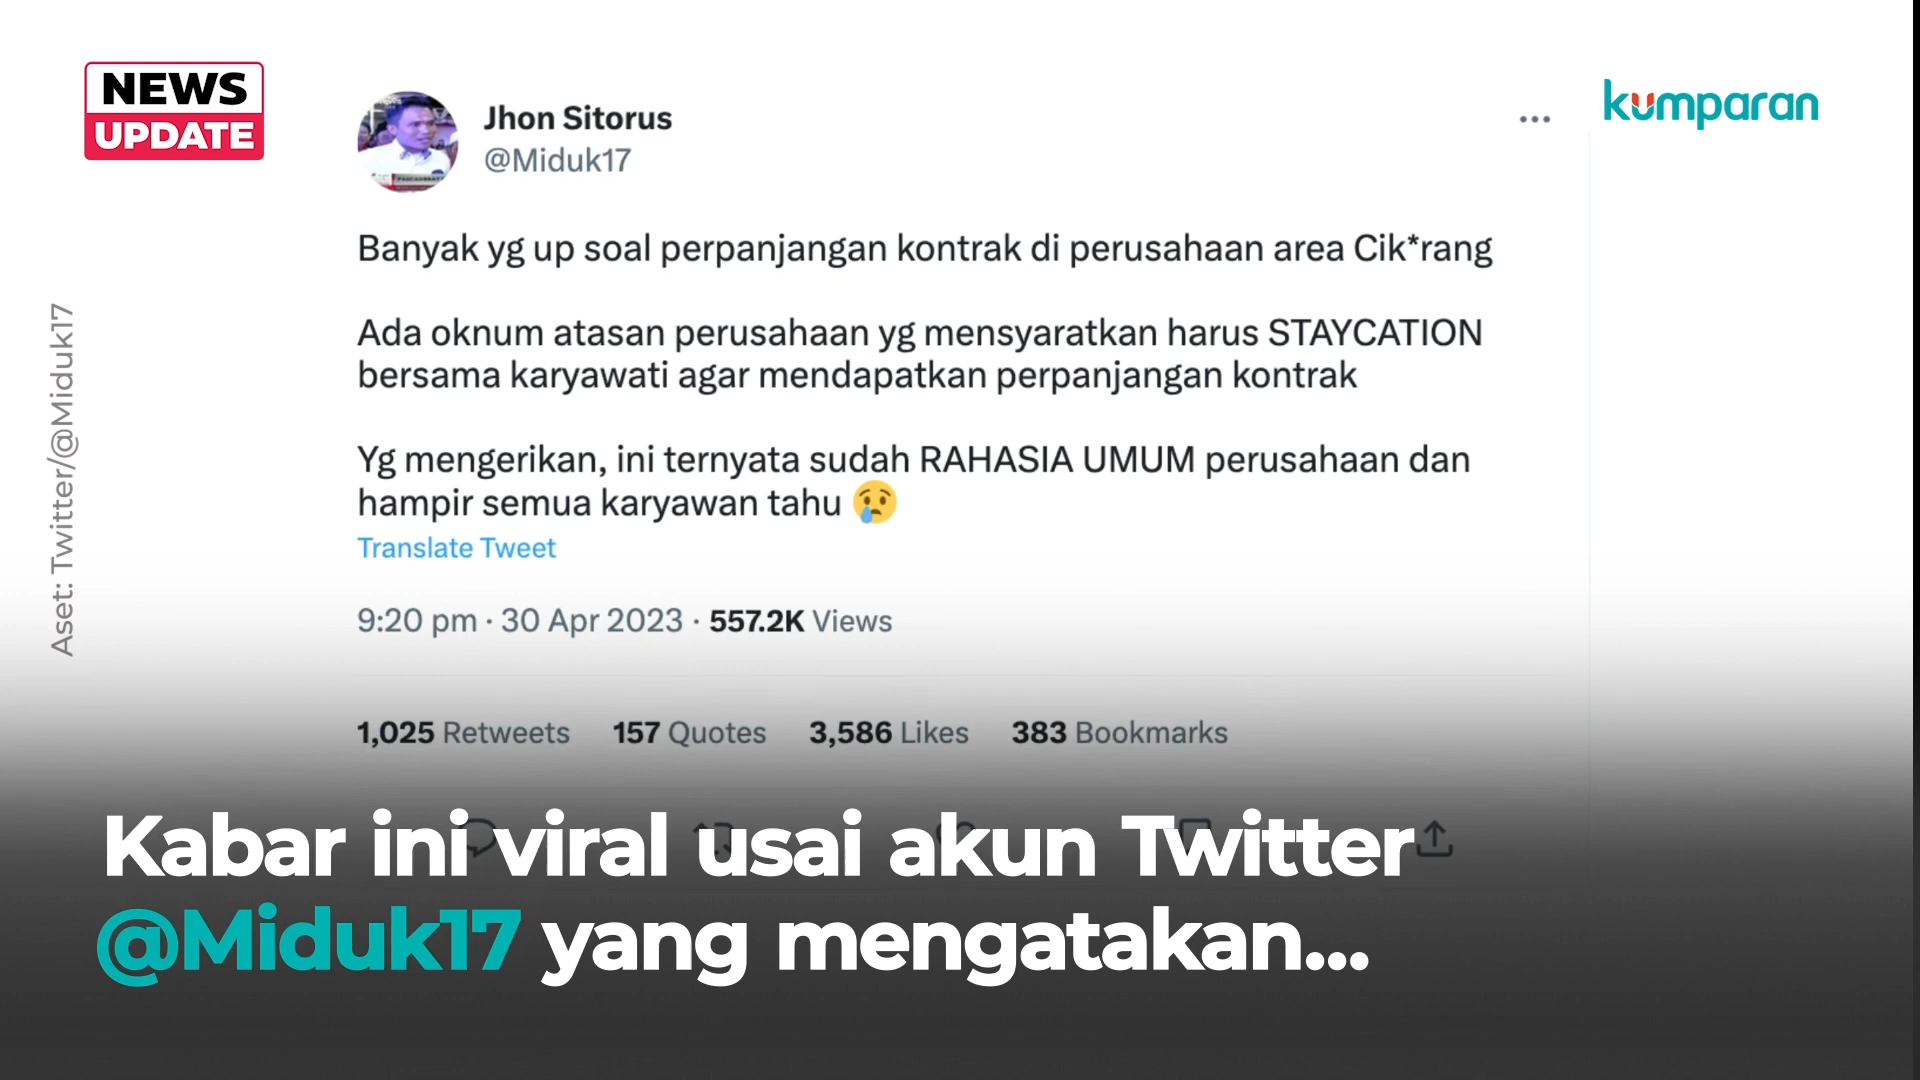 NEWS
UPDATE
Jhon Sitorus
@Miduk17
kumparan
Banyak yg up soal perpanjangan kontrak di perusahaan area Cik*rang
Ada oknum atasan perusahaan yg mensyaratkan harus STAYCATION
bersama karyawati agar mendapatkan perpanjangan kontrak
Yg mengerikan, ini ternyata sudah RAHASIA UMUM perusahaan dan
hampir semua karyawan tahu 😢
Translate Tweet
9:20 pm · 30 Apr 2023 · 557.2K Views
1,025 Retweets 157 Quotes 3,586 Likes 383 Bookmarks
Aset: Twitter/@Miduk17
Kabar ini viral usai akun Twitter
@Miduk17 yang mengatakan...